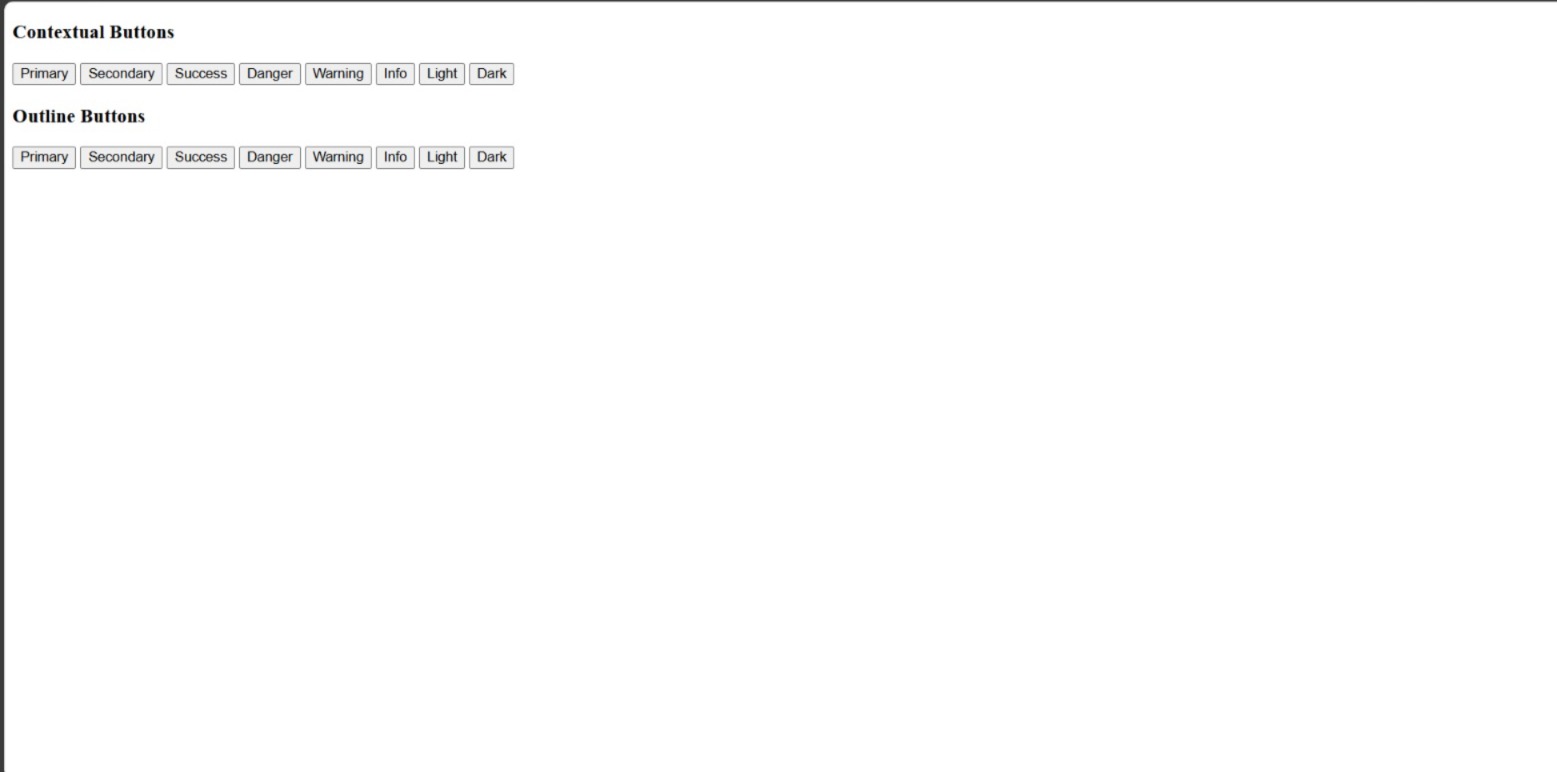 Contextual Buttons
Primary Secondary Success Danger Warning Info Light Dark
Outline Buttons
Primary Secondary Success Danger Warning Info Light Dark